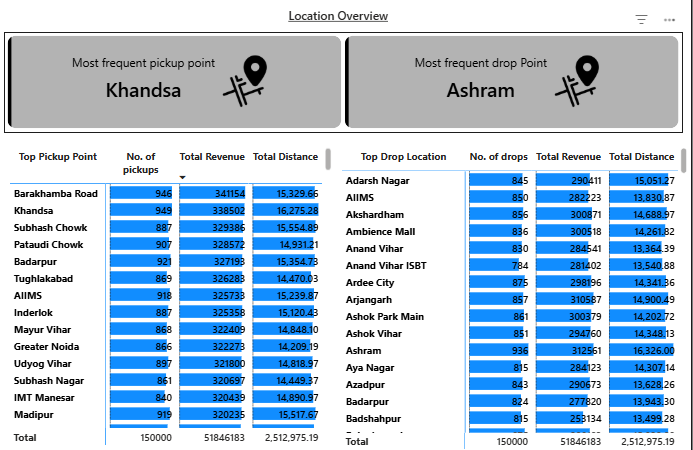 Location Overview
Most frequent pickup point
Khandsa
Most frequent drop Point
Ashram
Top Pickup Point No. of pickups Total Revenue Total Distance
Barakhamba Road 946 341154 15,329.66
Khandsa 949 338502 16,275.28
Subhash Chowk 887 329386 15,554.89
Pataudi Chowk 907 328572 14,931.21
Badarpur 921 327193 15,354.73
Tughlakabad 869 326283 14,470.03
AIIMS 918 325733 15,239.87
Inderlok 887 325358 15,120.43
Mayur Vihar 868 322409 14,848.10
Greater Noida 866 322273 14,209.19
Udyog Vihar 897 321800 14,818.97
Subhash Nagar 861 320697 14,449.37
IMT Manesar 840 320439 14,890.97
Madipur 919 320235 15,517.67
Total 150000 51846183 2,512,975.19
Top Drop Location No. of drops Total Revenue Total Distance
Adarsh Nagar 845 290411 15,051.27
AIIMS 850 282223 13,830.87
Akshardham 856 300871 14,688.97
Ambience Mall 836 300518 14,261.82
Anand Vihar 830 284541 13,364.39
Anand Vihar ISBT 784 281402 13,540.88
Ardee City 875 298196 14,341.36
Arjangarh 857 310587 14,900.49
Ashok Park Main 861 300379 14,202.72
Ashok Vihar 851 294760 14,348.13
Ashram 936 312561 16,326.00
Aya Nagar 815 284123 14,307.14
Azadpur 843 290673 13,628.26
Badarpur 824 277820 13,943.30
Badshahpur 815 253134 13,499.28
Total 150000 51846183 2,512,975.19